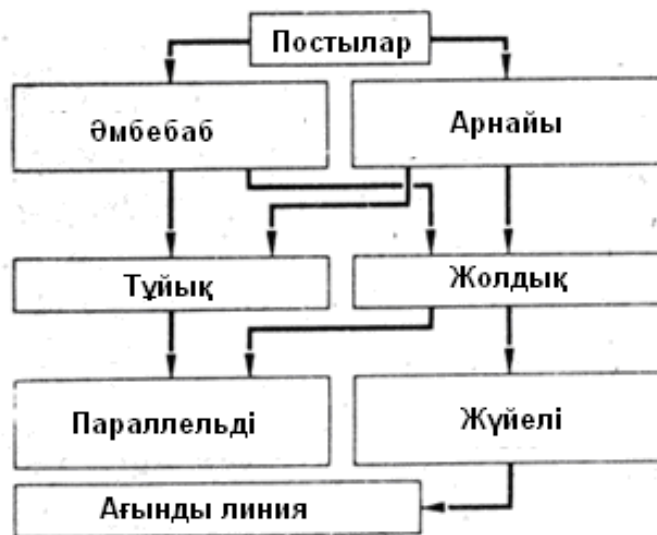 Постылар
Әмбебаб
Арнайы
Тұйық
Жолдық
Параллельді
Жүйелі
Ағынды линия